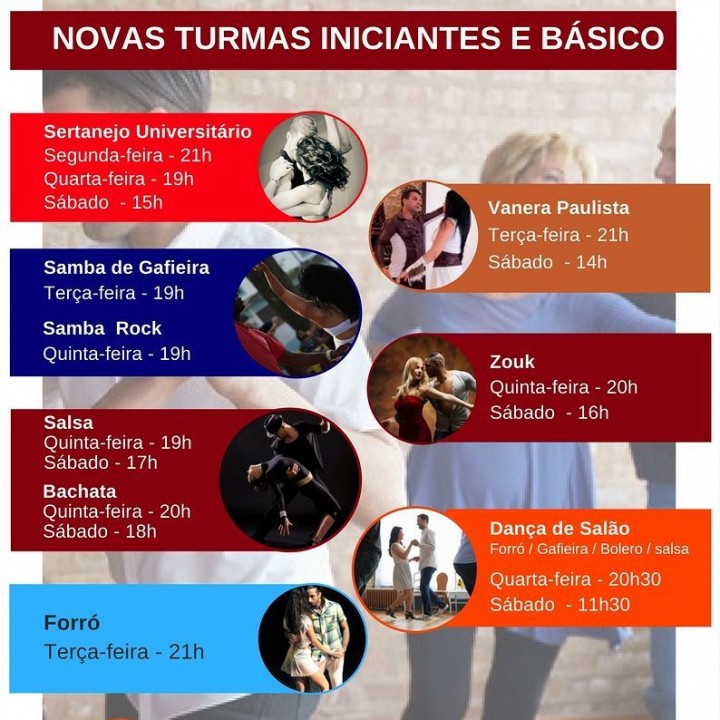 NOVAS TURMAS INICIANTES E BÁSICO
Sertanejo Universitário
Segunda-feira - 21h
Quarta-feira - 19h
Sábado - 15h
Vanera Paulista
Terça-feira - 21h
Sábado - 14h
Samba de Gafieira
Terça-feira - 19h
Samba Rock
Quinta-feira - 19h
Zouk
Quinta-feira - 20h
Sábado - 16h
Salsa
Quinta-feira - 19h
Sábado - 17h
Bachata
Quinta-feira - 20h
Sábado - 18h
Dança de Salão
Forró / Gafieira / Bolero / salsa
Quarta-feira - 20h30
Sábado - 11h30
Forró
Terça-feira - 21h